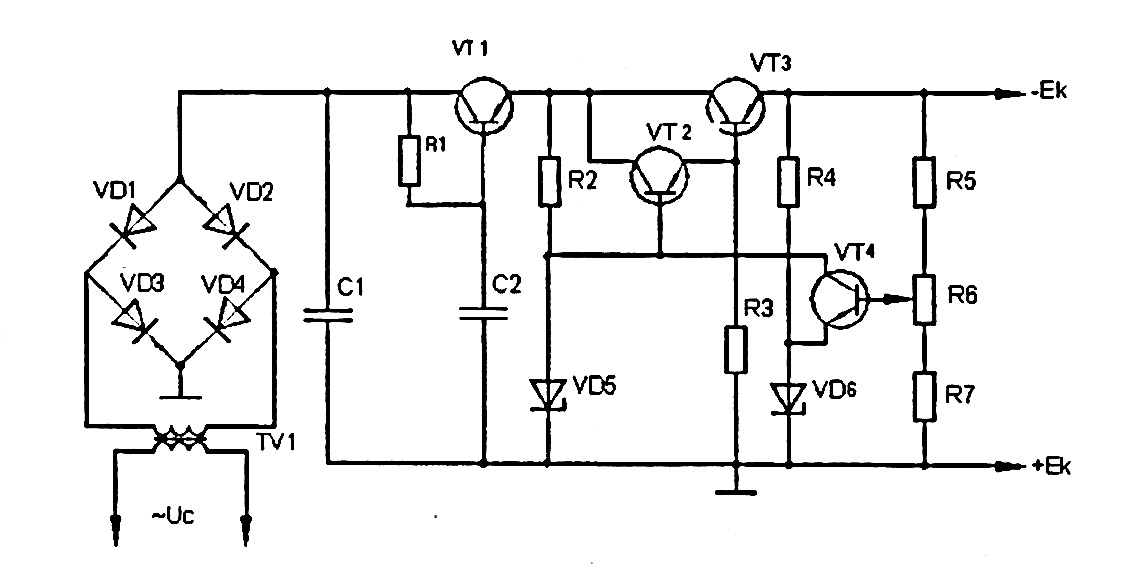 VT1
VT3
-Ek
R1
VT2
VD1
VD2
R2
R4
R5
VT4
VD3
VD4
C1
C2
R3
R6
VD5
VD6
R7
TV1
+Ek
~Uc